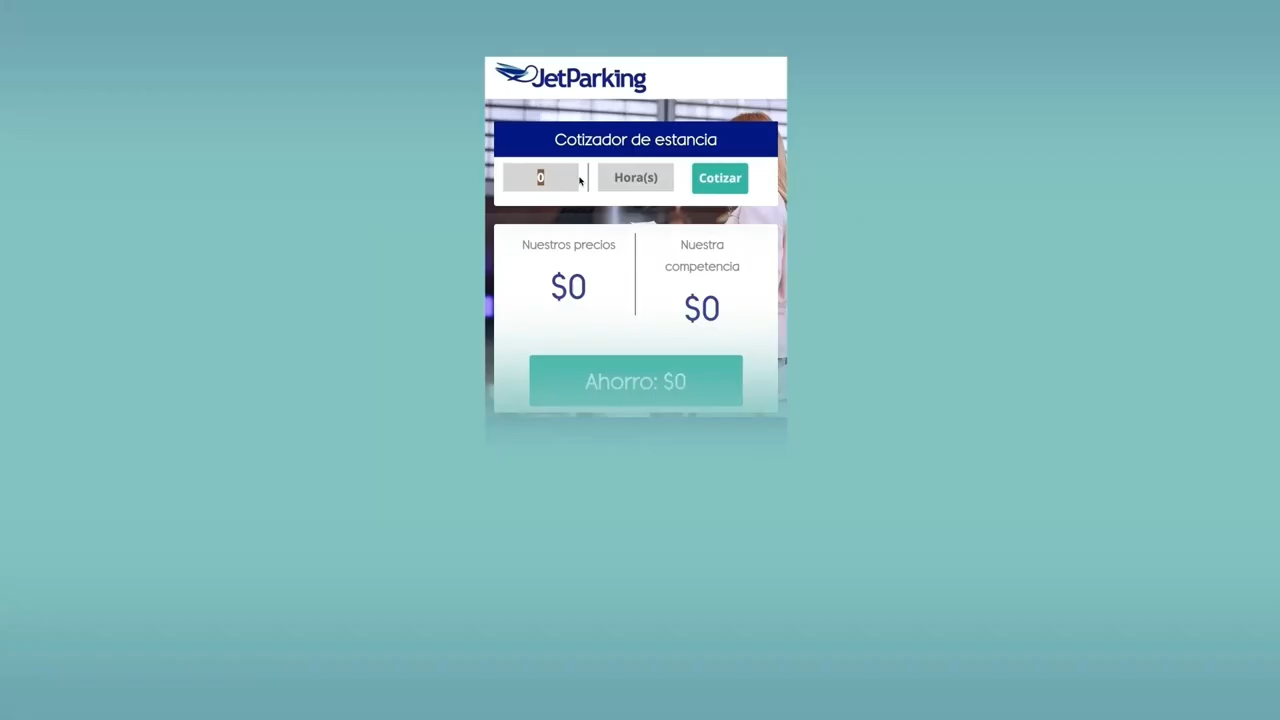 JetParking
Cotizador de estancia
0
Hora(s)
Cotizar
Nuestros precios
$0
Nuestra
competencia
$0
Ahorro: $0